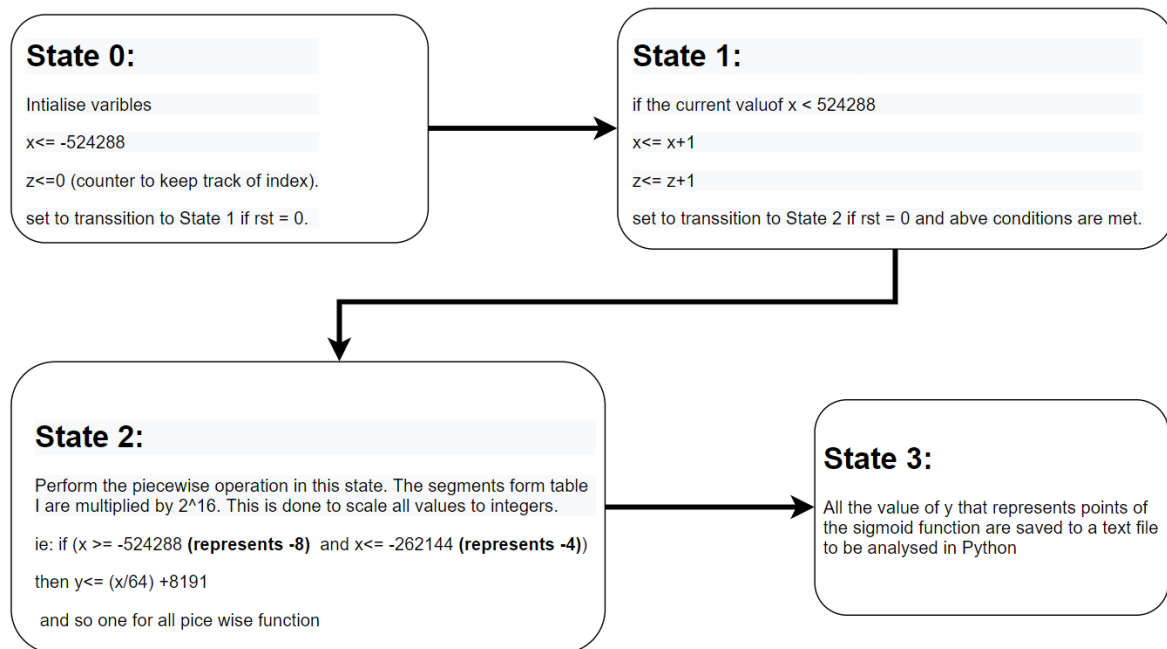 State 0:
Intialise varibles
x<= -524288
z<=0 (counter to keep track of index).
set to transsition to State 1 if rst = 0.
State 1:
if the current valuof x < 524288
x<= x+1
z<= z+1
set to transsition to State 2 if rst = 0 and abve conditions are met.
State 2:
Perform the piecewise operation in this state. The segments form table
I are multiplied by 2^16. This is done to scale all values to integers.
ie: if (x >= -524288 (represents -8)  and x<= -262144 (represents -4))
then y<= (x/64) +8191
and so one for all pice wise function
State 3:
All the value of y that represents points of
the sigmoid function are saved to a text file
to be analysed in Python